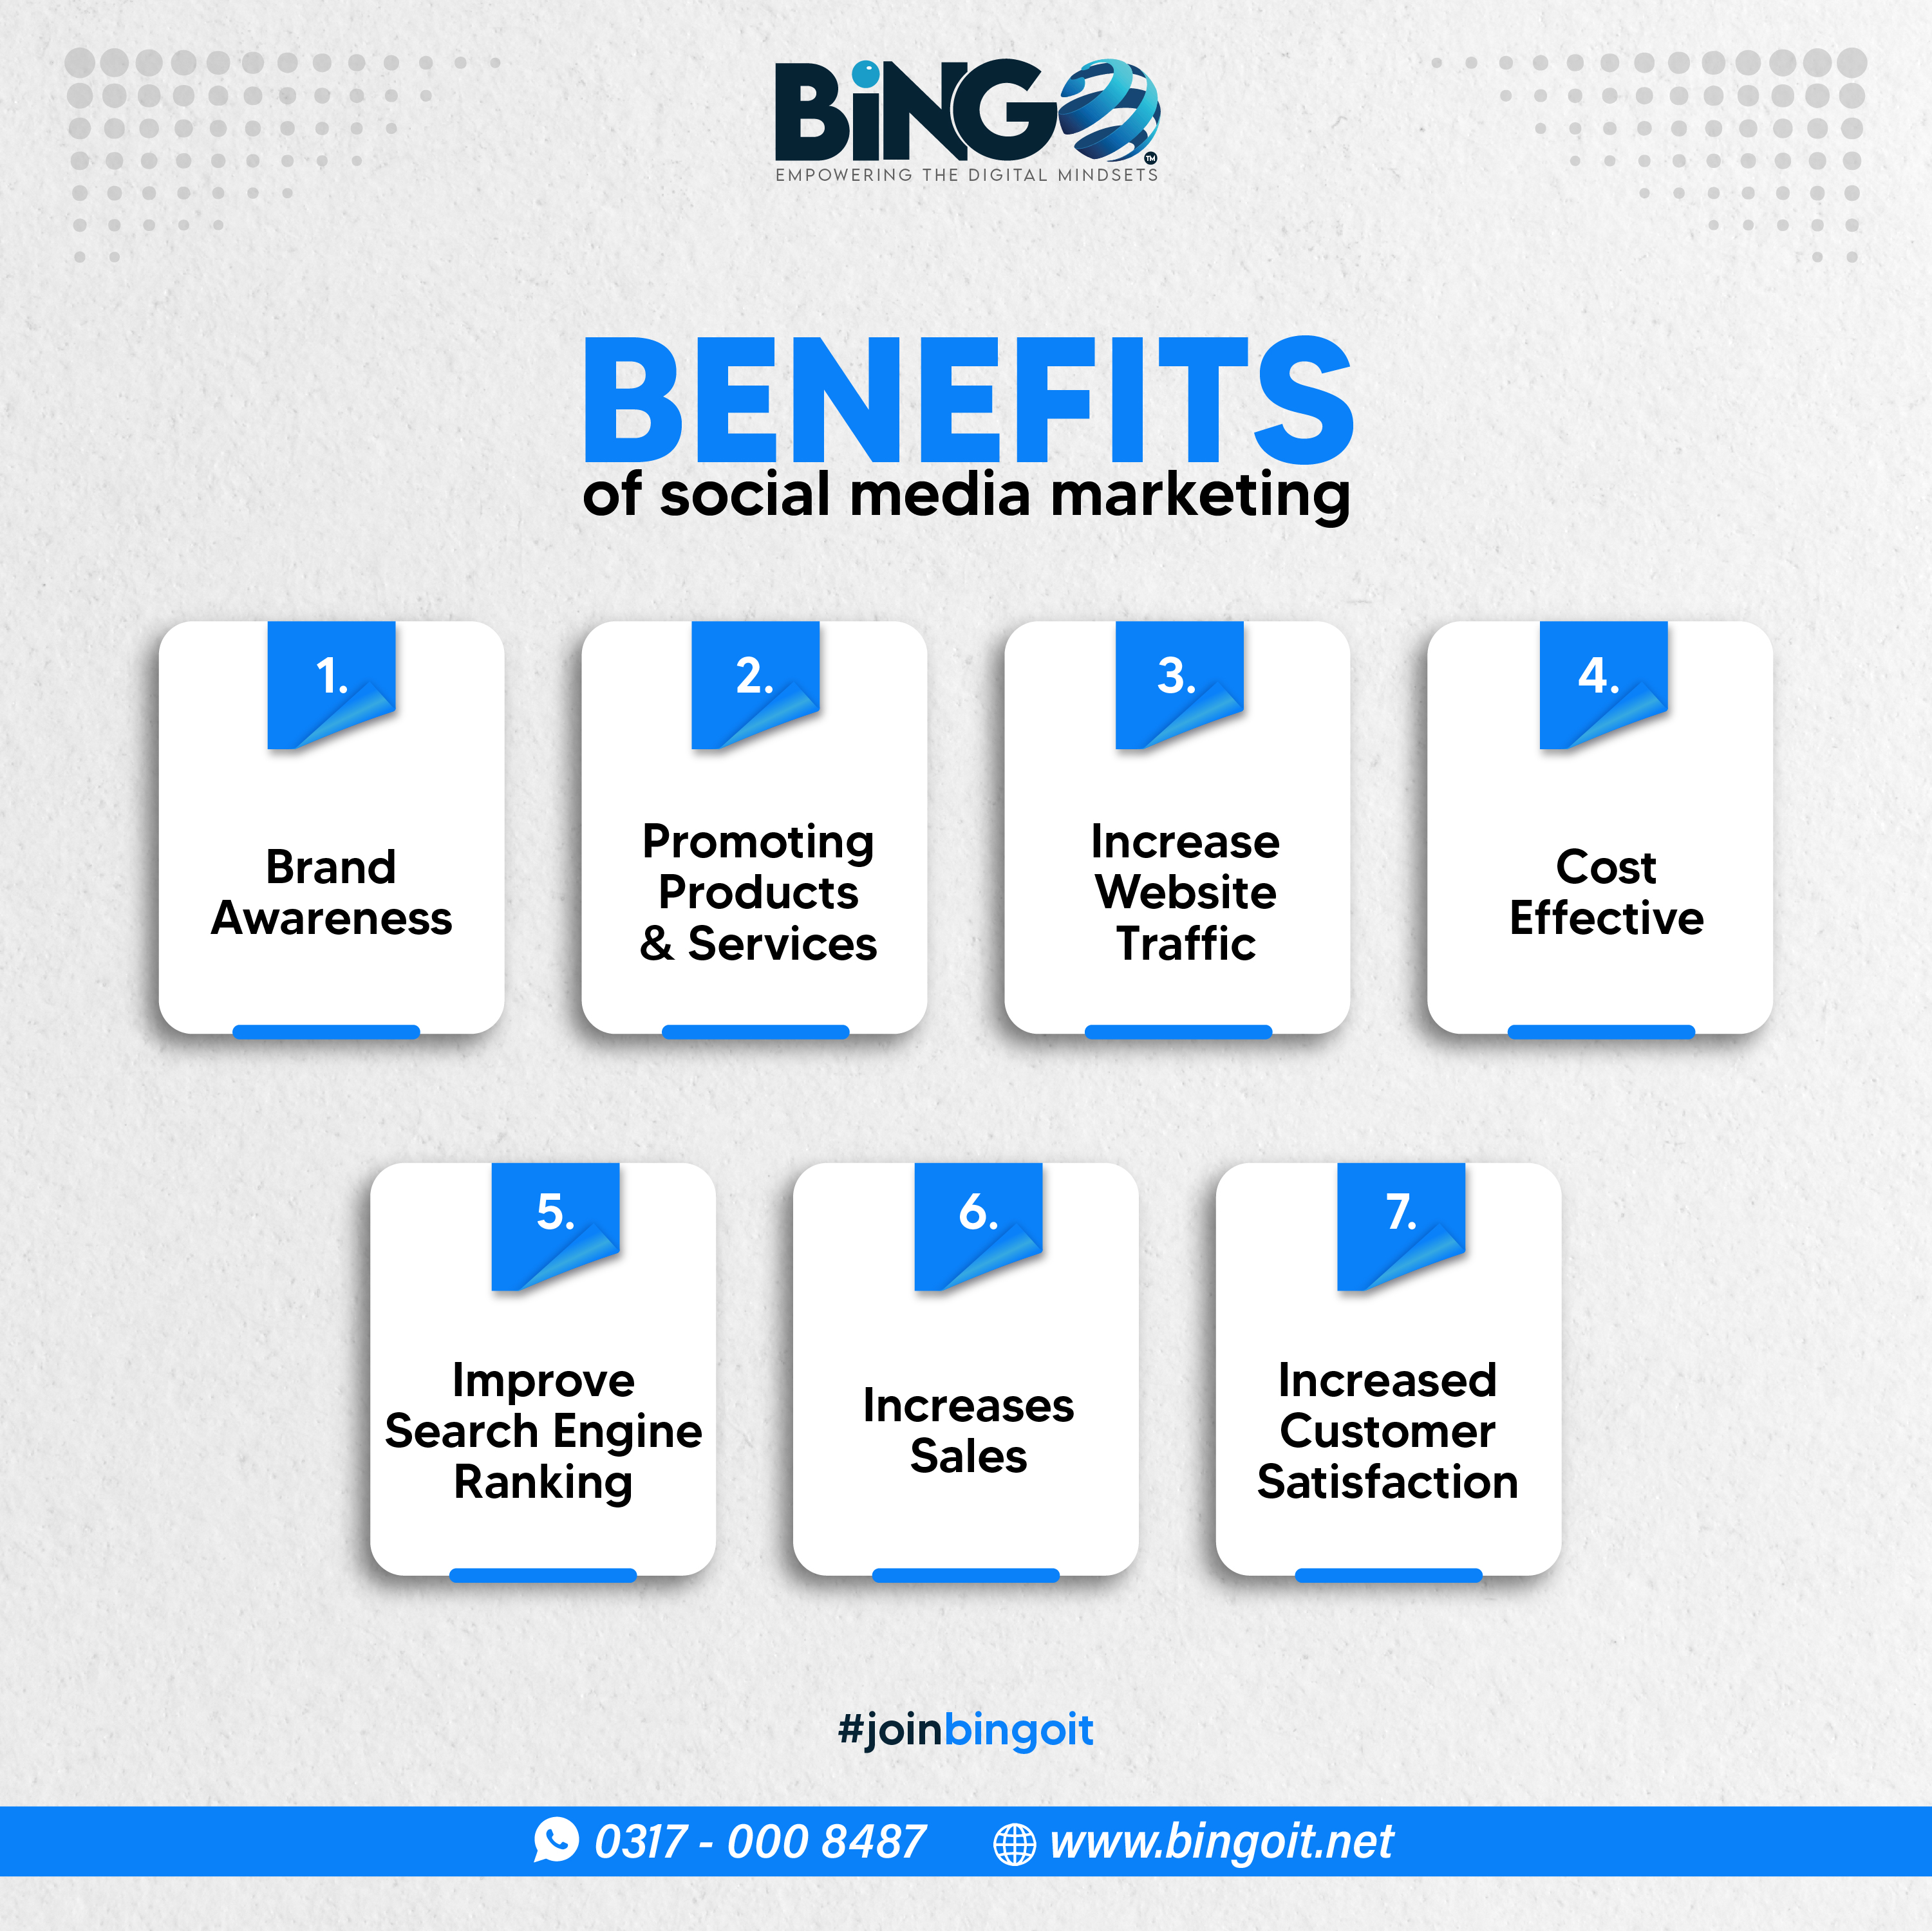 BiNGO
TM
EMPOWERING THE DIGITAL MINDSETS
BENEFITS
of social media marketing
1.
Brand
Awareness
2.
Promoting
Products
& Services
3.
Increase
Website
Traffic
4.
Cost
Effective
5.
Improve
Search Engine
Ranking
6.
Increases
Sales
7.
Increased
Customer
Satisfaction
#joinbingoit
0317 - 000 8487
www.bingoit.net